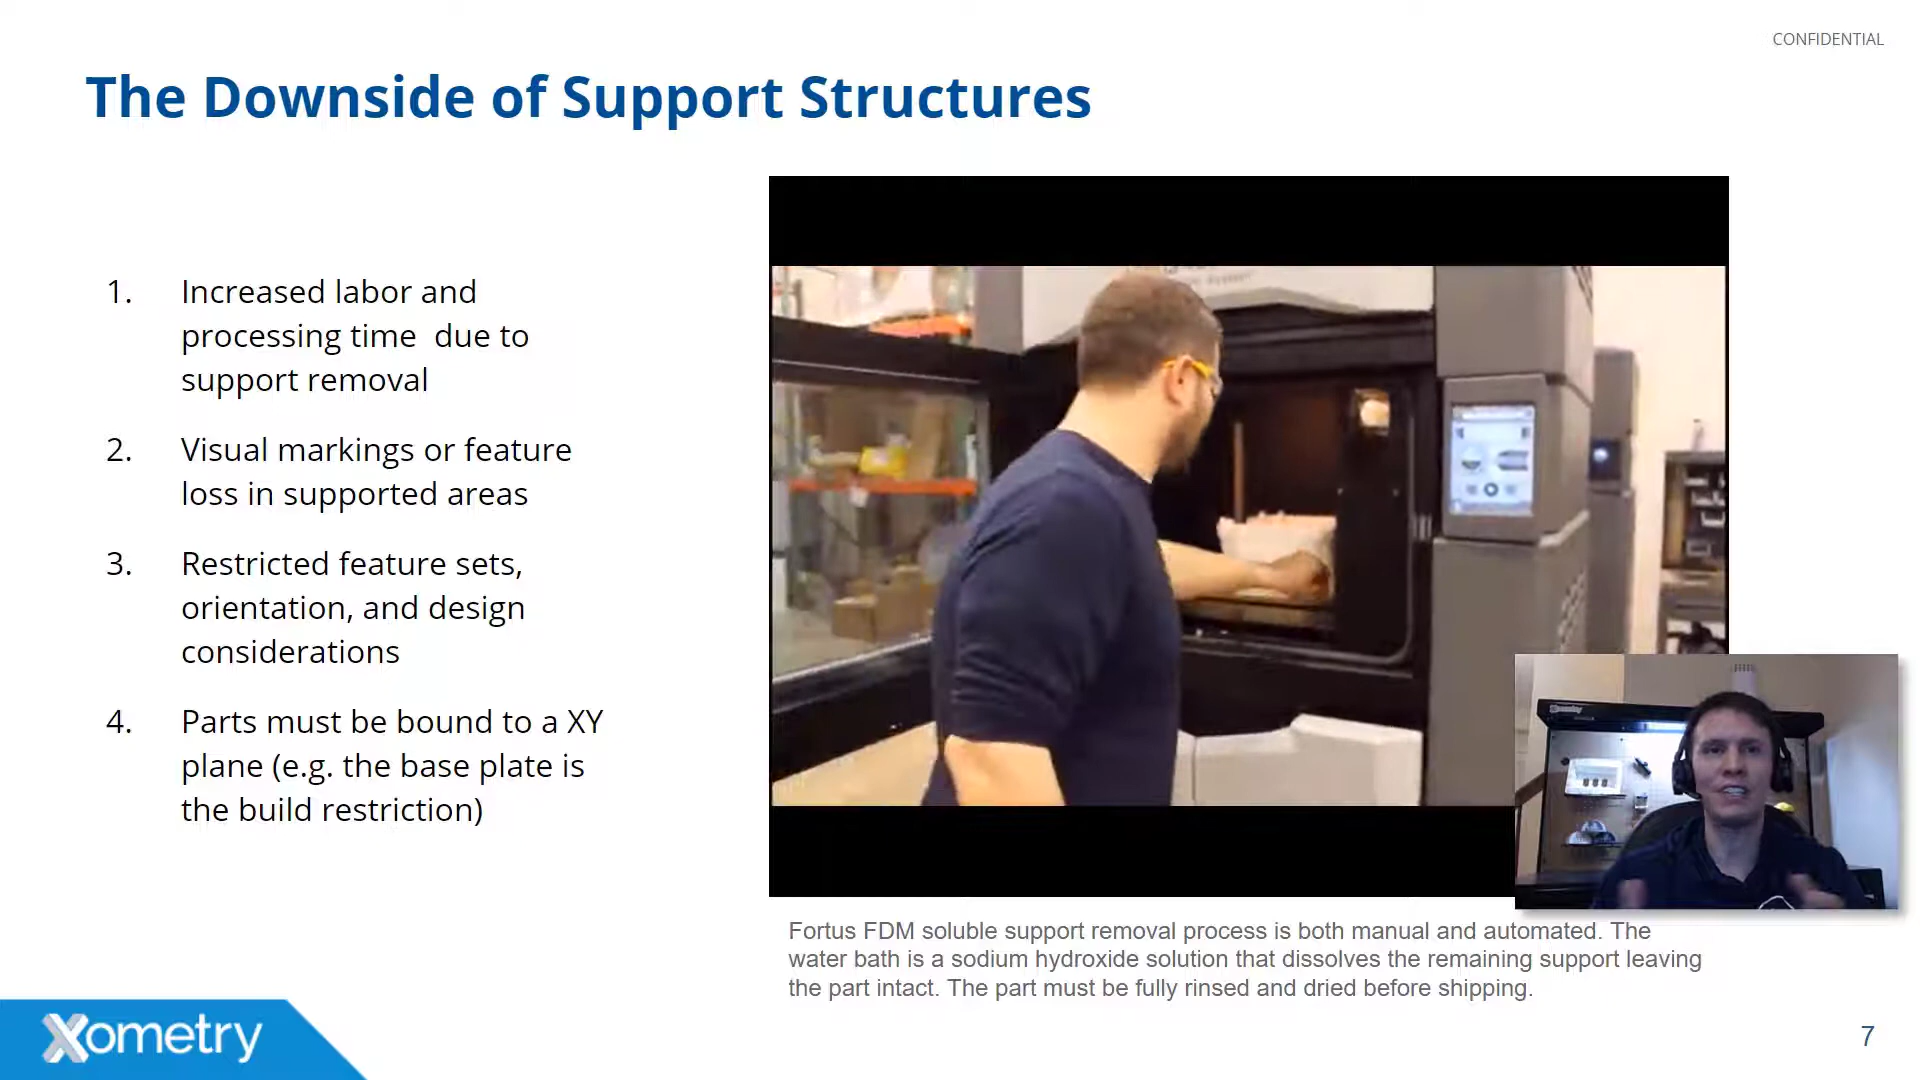 CONFIDENTIAL
The Downside of Support Structures
1. Increased labor and
processing time  due to
support removal
2. Visual markings or feature
loss in supported areas
3. Restricted feature sets,
orientation, and design
considerations
4. Parts must be bound to a XY
plane (e.g. the base plate is
the build restriction)
Fortus FDM soluble support removal process is both manual and automated. The
water bath is a sodium hydroxide solution that dissolves the remaining support leaving
the part intact. The part must be fully rinsed and dried before shipping.
Xometry
7